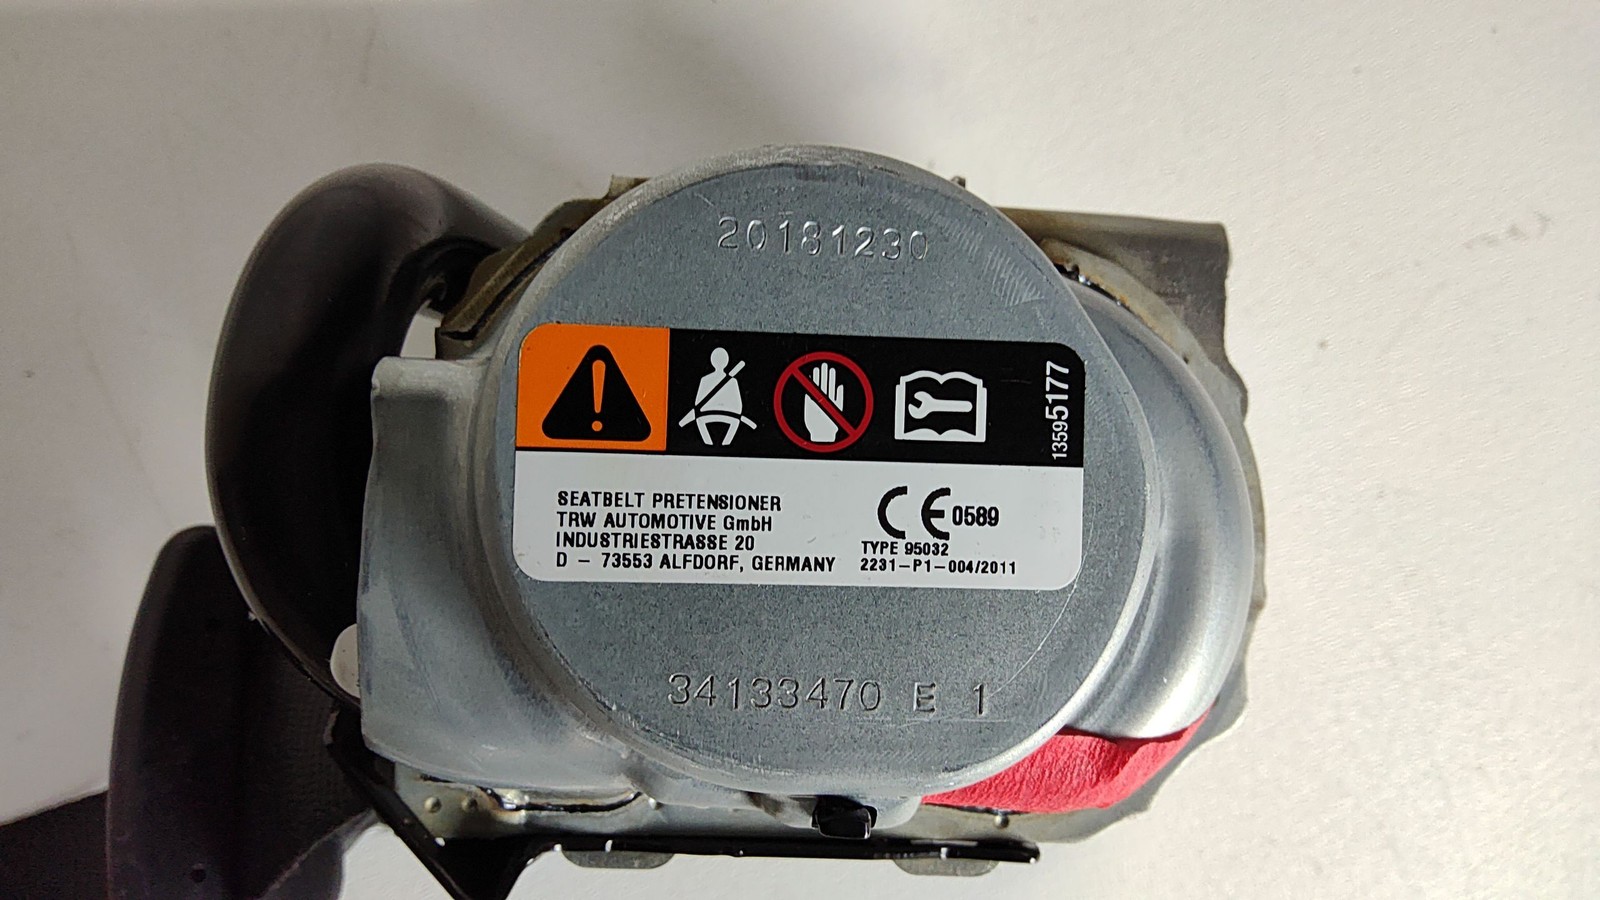 20181230
13595177
SEATBELT PRETENSIONER
TRW AUTOMOTIVE GmbH
INDUSTRIESTRASSE 20
D - 73553 ALFDORF, GERMANY
CE 0589
TYPE 95032
2231-P1-004/2011
34133470 E 1